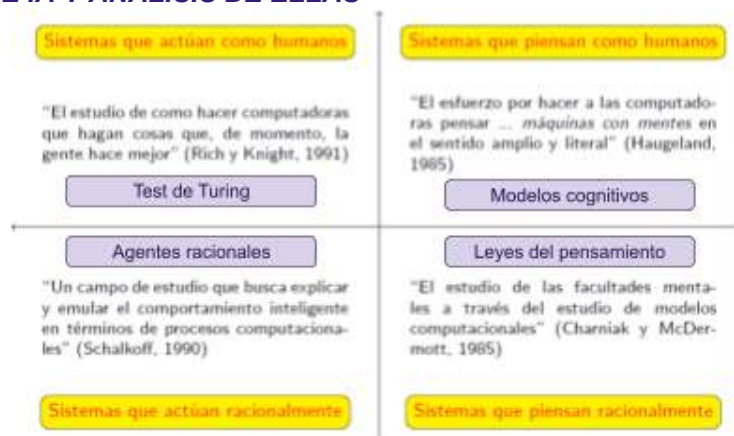 Sistemas que actúan como humanos
"El estudio de como hacer computadoras
que hagan cosas que, de momento, la
gente hace mejor" (Rich y Knight, 1991)
Test de Turing
Sistemas que piensan como humanos
"El esfuerzo por hacer a las computado-
ras pensar ... máquinas con mentes en
el sentido amplio y literal" (Haugeland,
1985)
Modelos cognitivos
Agentes racionales
"Un campo de estudio que busca explicar
y emular el comportamiento inteligente
en términos de procesos computaciona-
les" (Schalkoff, 1990)
Sistemas que actúan racionalmente
Leyes del pensamiento
"El estudio de las facultades menta-
les a través del estudio de modelos
computacionales" (Charniak y McDer-
mott, 1985)
Sistemas que piensan racionalmente